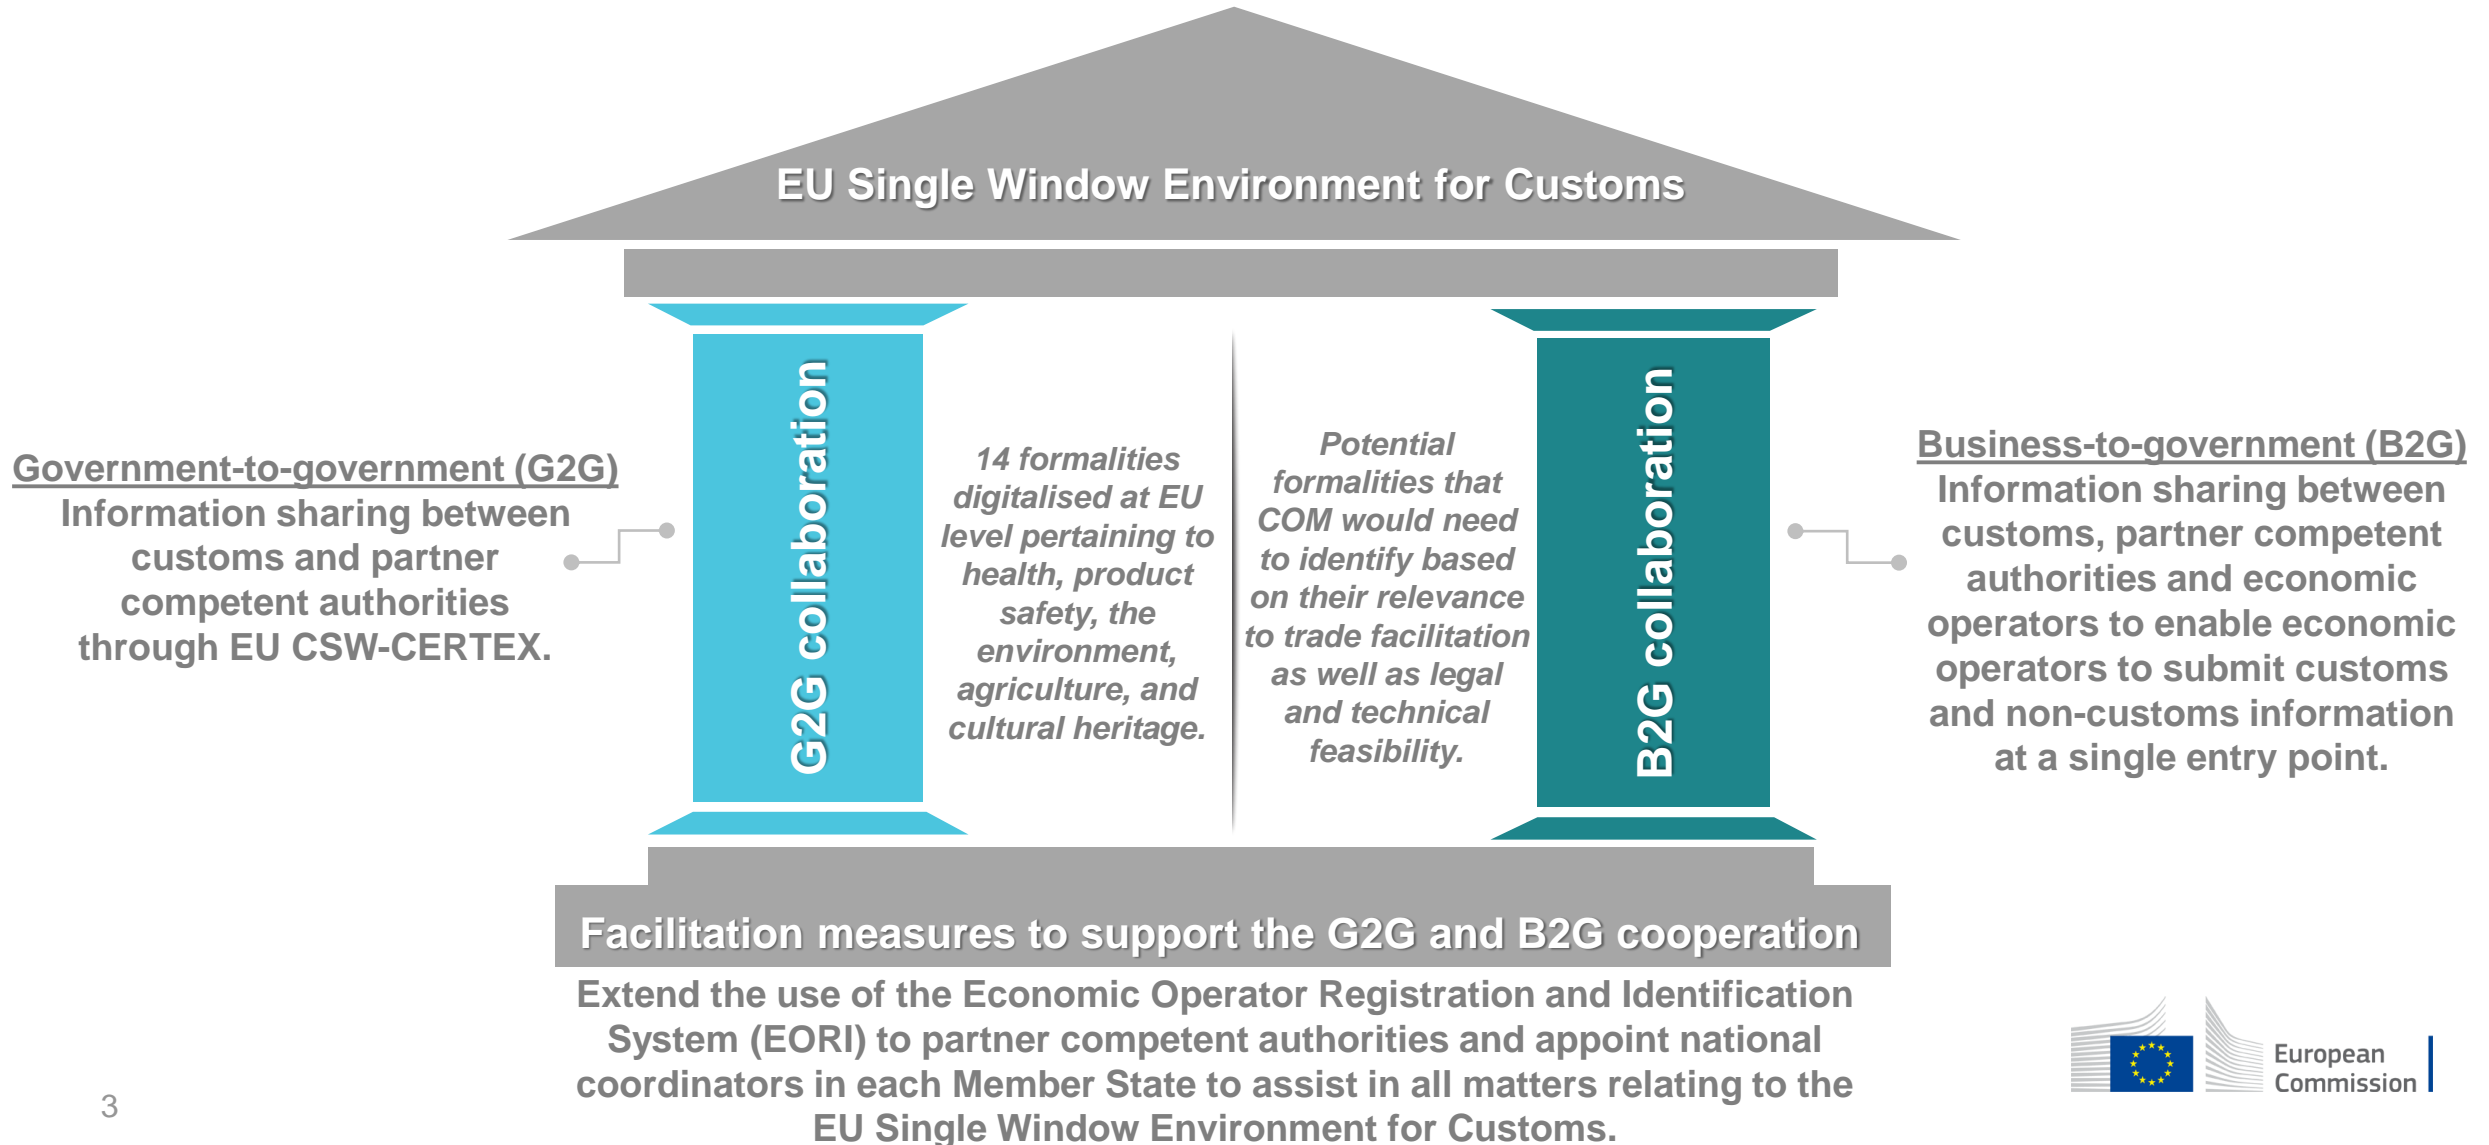 EU Single Window Environment for Customs
Government-to-government (G2G)
Information sharing between
customs and partner
competent authorities
through EU CSW-CERTEX.
G2G collaboration
14 formalities
digitalised at EU
level pertaining to
health, product
safety, the
environment,
agriculture, and
cultural heritage.
Potential
formalities that
COM would need
to identify based
on their relevance
to trade facilitation
as well as legal
and technical
feasibility.
B2G collaboration
Business-to-government (B2G)
Information sharing between
customs, partner competent
authorities and economic
operators to enable economic
operators to submit customs
and non-customs information
at a single entry point.
Facilitation measures to support the G2G and B2G cooperation
Extend the use of the Economic Operator Registration and Identification
System (EORI) to partner competent authorities and appoint national
coordinators in each Member State to assist in all matters relating to the
EU Single Window Environment for Customs.
3
European
Commission